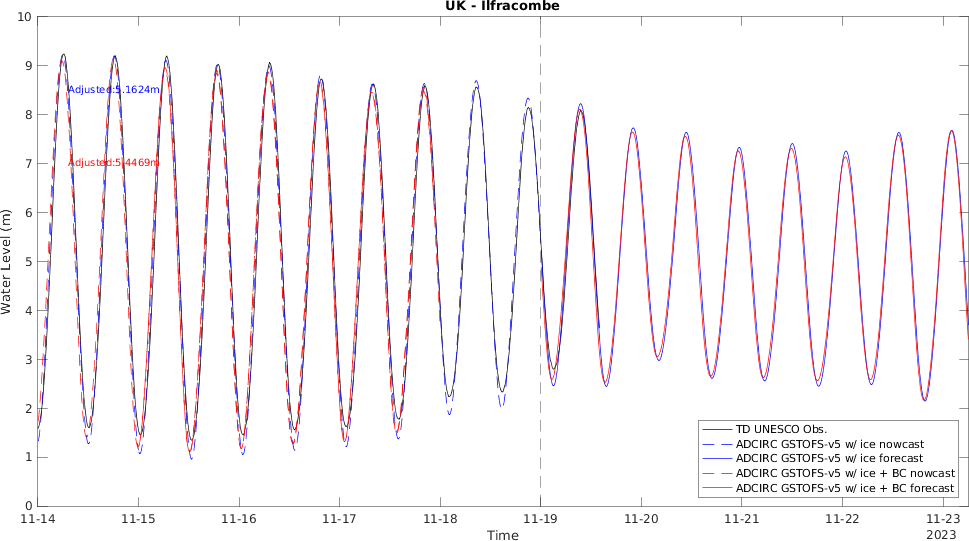 UK - Ilfracombe
10
9
8
7
6
5
4
3
2
1
0
Water Level (m)
Adjusted:5.1624m
Adjusted:5.4469m
TD UNESCO Obs.
ADCIRC GSTOFS-v5 w/ ice nowcast
ADCIRC GSTOFS-v5 w/ ice forecast
ADCIRC GSTOFS-v5 w/ ice + BC nowcast
ADCIRC GSTOFS-v5 w/ ice + BC forecast
11-14 11-15 11-16 11-17 11-18 11-19 11-20 11-21 11-22 11-23
2023
Time